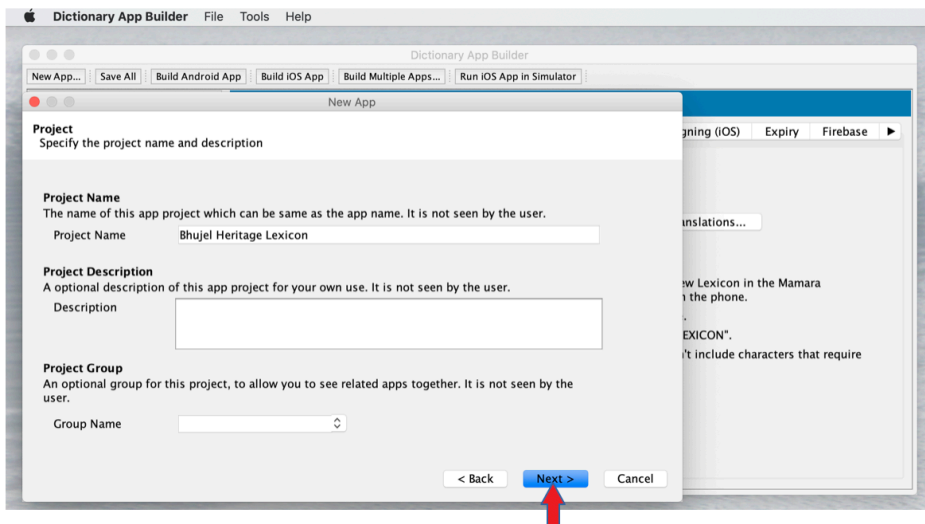 Dictionary App Builder File Tools Help
Dictionary App Builder
New App... Save All Build Android App Build iOS App Build Multiple Apps... Run iOS App in Simulator
New App
Project
Specify the project name and description
gning (iOS) Expiry Firebase
Project Name
The name of this app project which can be same as the app name. It is not seen by the user.
Project Name Bhujel Heritage Lexicon
anslations...
Project Description
A optional description of this app project for your own use. It is not seen by the user.
Description
ew Lexicon in the Mamara
n the phone.
EXICON".
n't include characters that require
Project Group
An optional group for this project, to allow you to see related apps together. It is not seen by the
user.
Group Name
< Back Next > Cancel